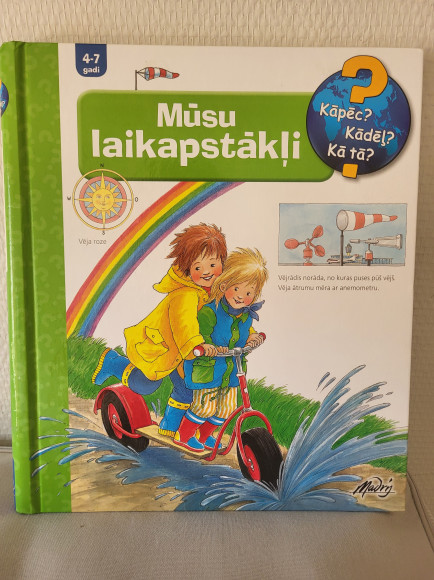 4-7
gadi
Mūsu
laikapstākļi
Kāpēc?
Kādēļ?
Kā tā?
N
W
O
S
Vēja roze
Vējrādis norāda, no kuras puses pūš vējš.
Vēja ātrumu mēra ar anemometru.
Madris